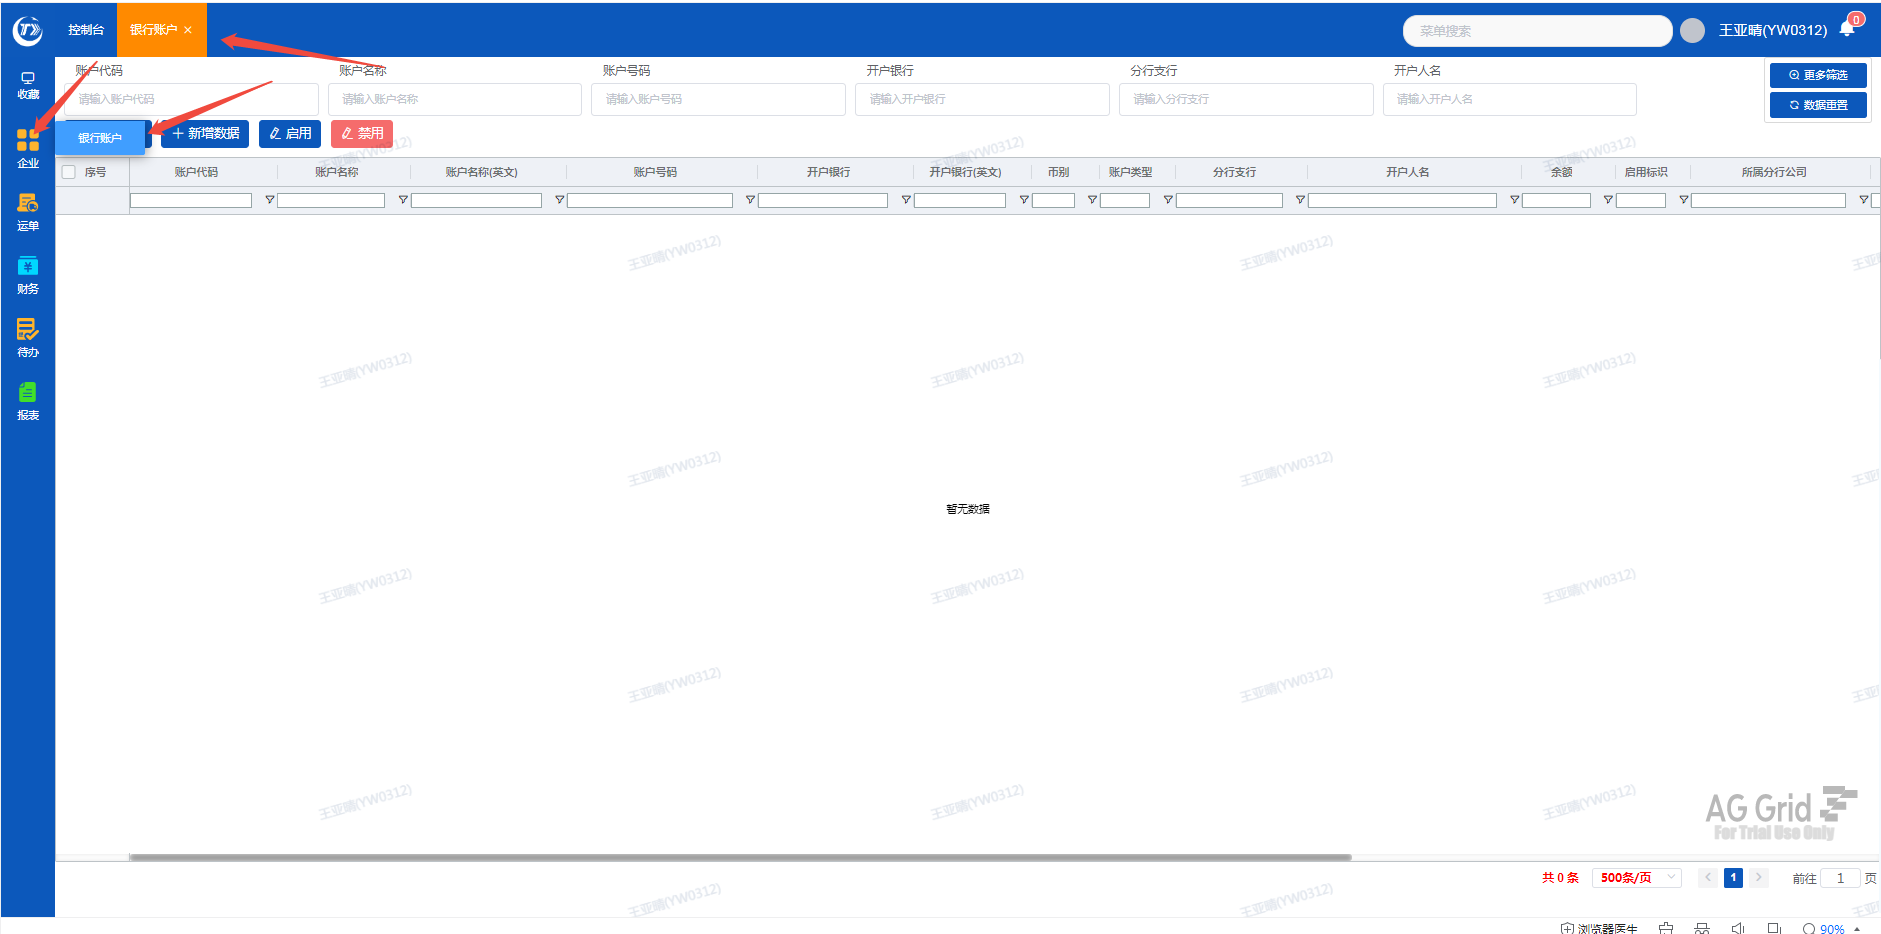 控制台
银行账户 ×
菜单搜索
王亚晴(YW0312)
0
收藏
企业
运单
财务
待办
报表
账户代码
账户名称
账户号码
开户银行
分行支行
开户人名
请输入账户代码
请输入账户名称
请输入账户号码
请输入开户银行
请输入分行支行
请输入开户人名
更多筛选
数据重置
银行账户
新增数据
启用
禁用
序号 账户代码 账户名称 账户名称(英文) 账户号码 开户银行 开户银行(英文) 币别 账户类型 分行支行 开户人名 余额 启用标识 所属分行公司
暂无数据
王亚晴(YW0312)
AG Grid
For Trial Use Only
共 0 条 500条/页 1 前往 1 页
浏览器医生 90%